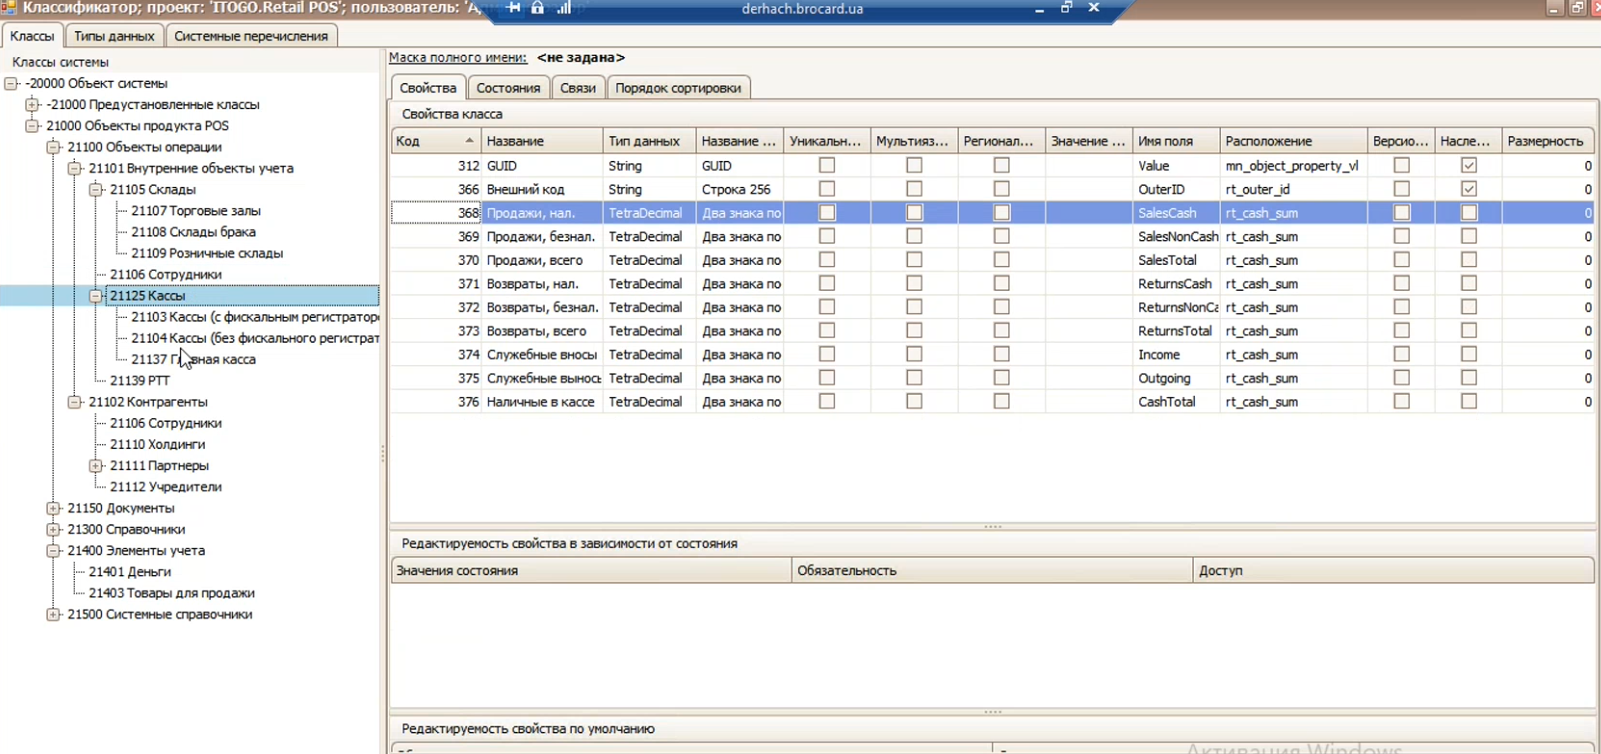 Классификатор; проект: 'ITOGO.Retail POS'; пользователь:
derhach.brocard.ua
Классы Типы данных Системные перечисления
Классы системы
-20000 Объект системы
-21000 Предустановленные классы
21000 Объекты продукта POS
21100 Объекты операции
21101 Внутренние объекты учета
21105 Склады
21107 Торговые залы
21108 Склады брака
21109 Розничные склады
21106 Сотрудники
21125 Кассы
21103 Кассы (с фискальным регистраторо
21104 Кассы (без фискального регистрат
21137 Г вная касса
21139 РТТ
21102 Контрагенты
21106 Сотрудники
21110 Холдинги
21111 Партнеры
21112 Учредители
21150 Документы
21300 Справочники
21400 Элементы учета
21401 Деньги
21403 Товары для продажи
21500 Системные справочники
Маска полного имени: <не задана>
Свойства Состояния Связи Порядок сортировки
Свойства класса
Код Название Тип данных Название ... Уникальн... Мультияз... Регионал... Значение ... Имя поля Расположение Версио... Насле... Размерность
312 GUID String GUID Value mn_object_property_vl 0
366 Внешний код String Строка 256 OuterID rt_outer_id 0
368 Продажи, нал. TetraDecimal Два знака по SalesCash rt_cash_sum 0
369 Продажи, безнал. TetraDecimal Два знака по SalesNonCash rt_cash_sum 0
370 Продажи, всего TetraDecimal Два знака по SalesTotal rt_cash_sum 0
371 Возвраты, нал. TetraDecimal Два знака по ReturnsCash rt_cash_sum 0
372 Возвраты, безнал. TetraDecimal Два знака по ReturnsNonCa rt_cash_sum 0
373 Возвраты, всего TetraDecimal Два знака по ReturnsTotal rt_cash_sum 0
374 Служебные вносы TetraDecimal Два знака по Income rt_cash_sum 0
375 Служебные выносы TetraDecimal Два знака по Outgoing rt_cash_sum 0
376 Наличные в кассе TetraDecimal Два знака по CashTotal rt_cash_sum 0
Редактируемость свойства в зависимости от состояния
Значения состояния Обязательность Доступ
Редактируемость свойства по умолчанию
Активация Windows